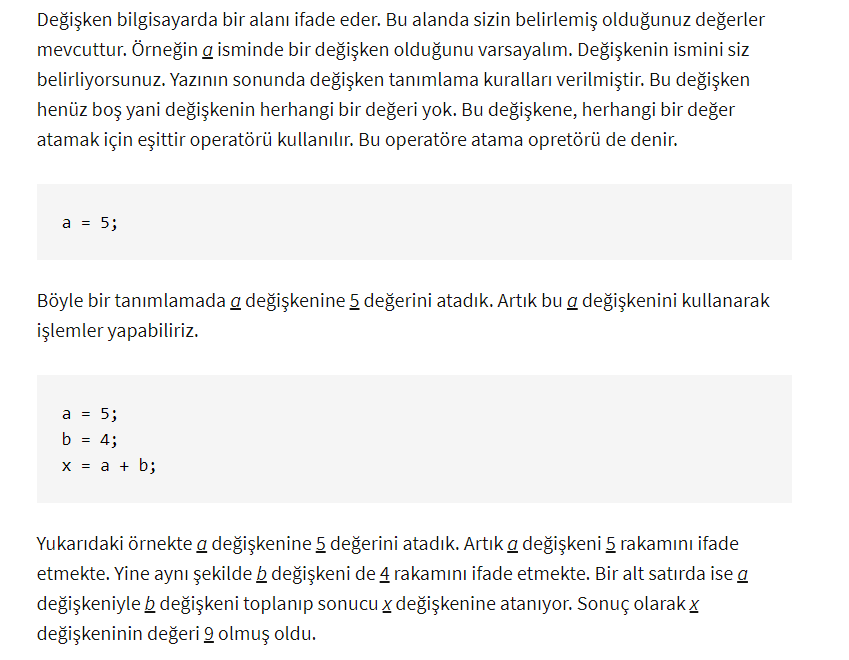 Değişken bilgisayarda bir alanı ifade eder. Bu alanda sizin belirlemiş olduğunuz değerler
mevcuttur. Örneğin a isminde bir değişken olduğunu varsayalım. Değişkenin ismini siz
belirliyorsunuz. Yazının sonunda değişken tanımlama kuralları verilmiştir. Bu değişken
henüz boş yani değişkenin herhangi bir değeri yok. Bu değişkene, herhangi bir değer
atamak için eşittir operatörü kullanılır. Bu operatöre atama opretörü de denir.
a = 5;
Böyle bir tanımlamada a değişkenine 5 değerini atadık. Artık bu a değişkenini kullanarak
işlemler yapabiliriz.
a = 5;
b = 4;
x = a + b;
Yukarıdaki örnekte a değişkenine 5 değerini atadık. Artık a değişkeni 5 rakamını ifade
etmekte. Yine aynı şekilde b değişkeni de 4 rakamını ifade etmekte. Bir alt satırda ise a
değişkeniyle b değişkeni toplanıp sonucu x değişkenine atanıyor. Sonuç olarak x
değişkeninin değeri 9 olmuş oldu.